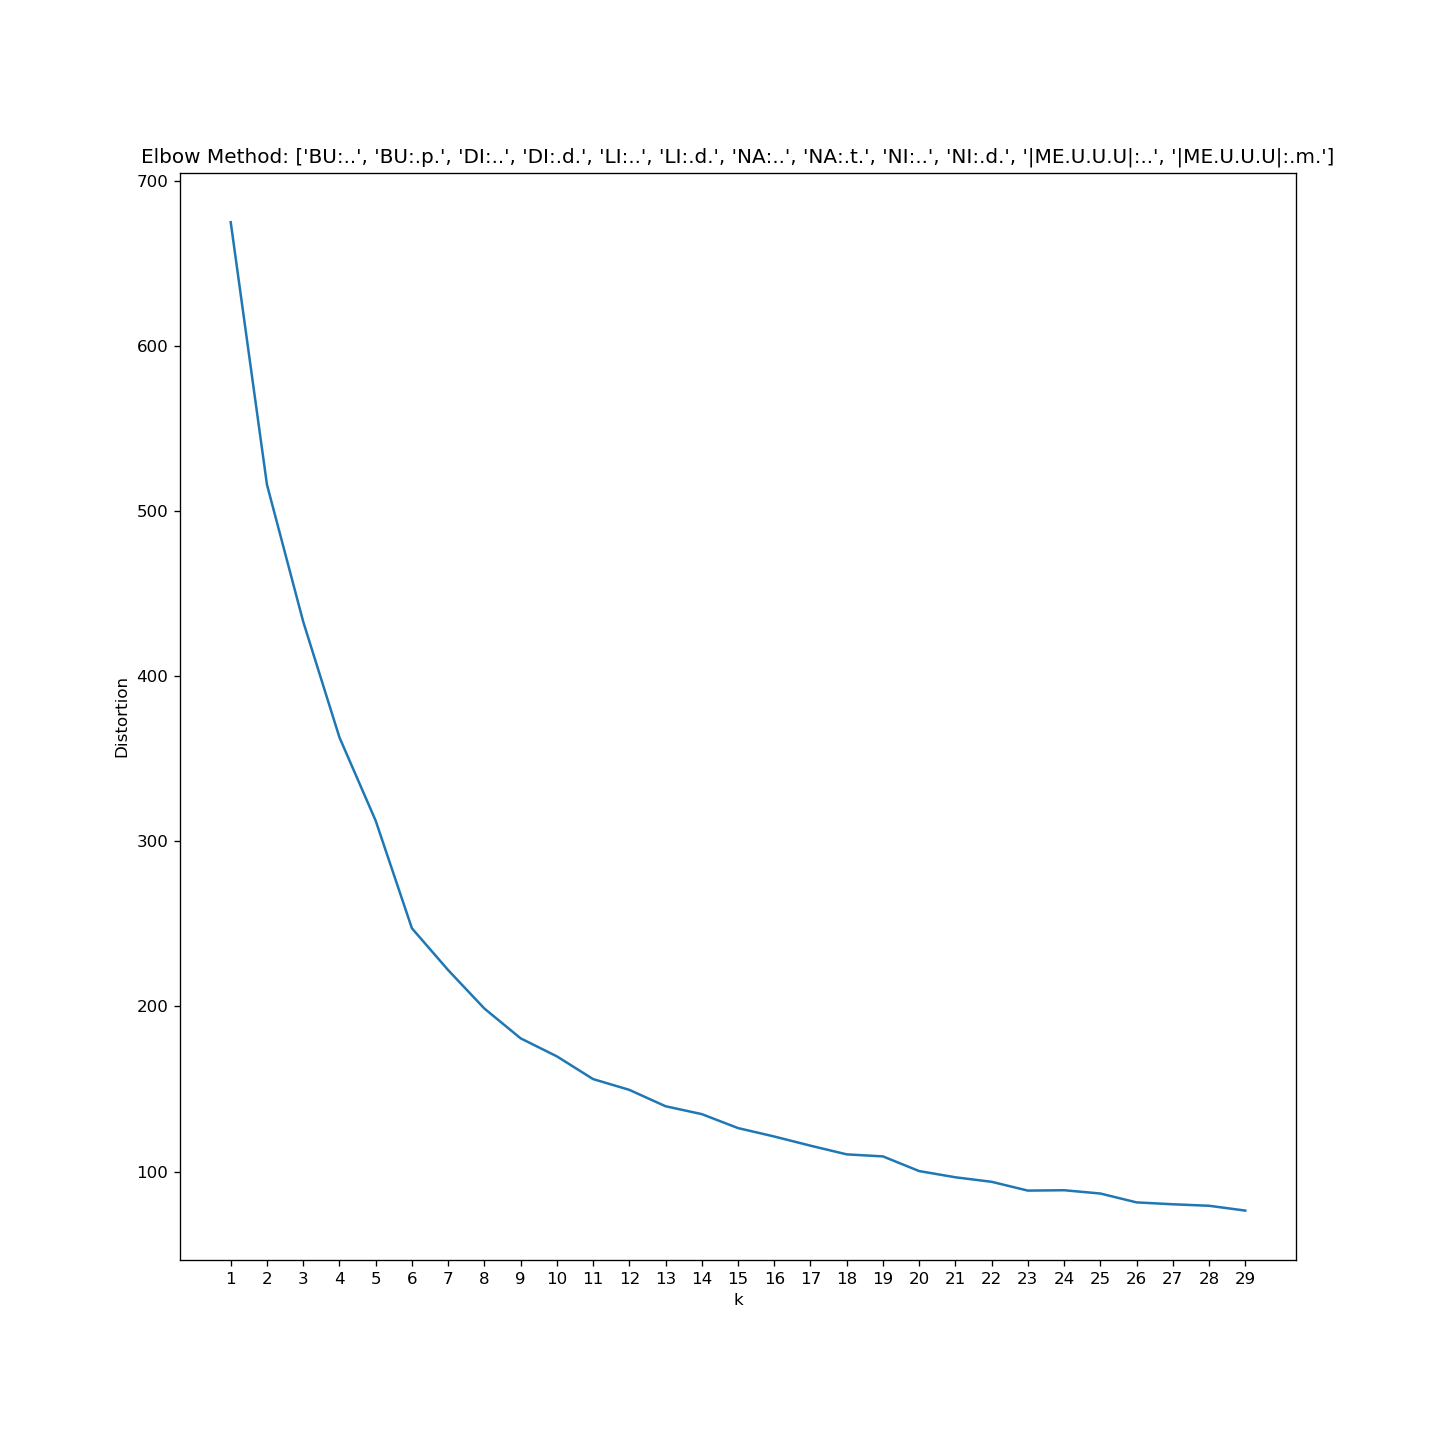 Elbow Method: ['BU:..', 'BU:.p.', 'DI:..', 'DI:.d.', 'LI:..', 'LI:.d.', 'NA:..', 'NA:.t.', 'NI:..', 'NI:.d.', '|ME.U.U.U|:..', '|ME.U.U.U|:.m.']
700
600
500
400
300
200
100
Distortion
1 2 3 4 5 6 7 8 9 10 11 12 13 14 15 16 17 18 19 20 21 22 23 24 25 26 27 28 29
k